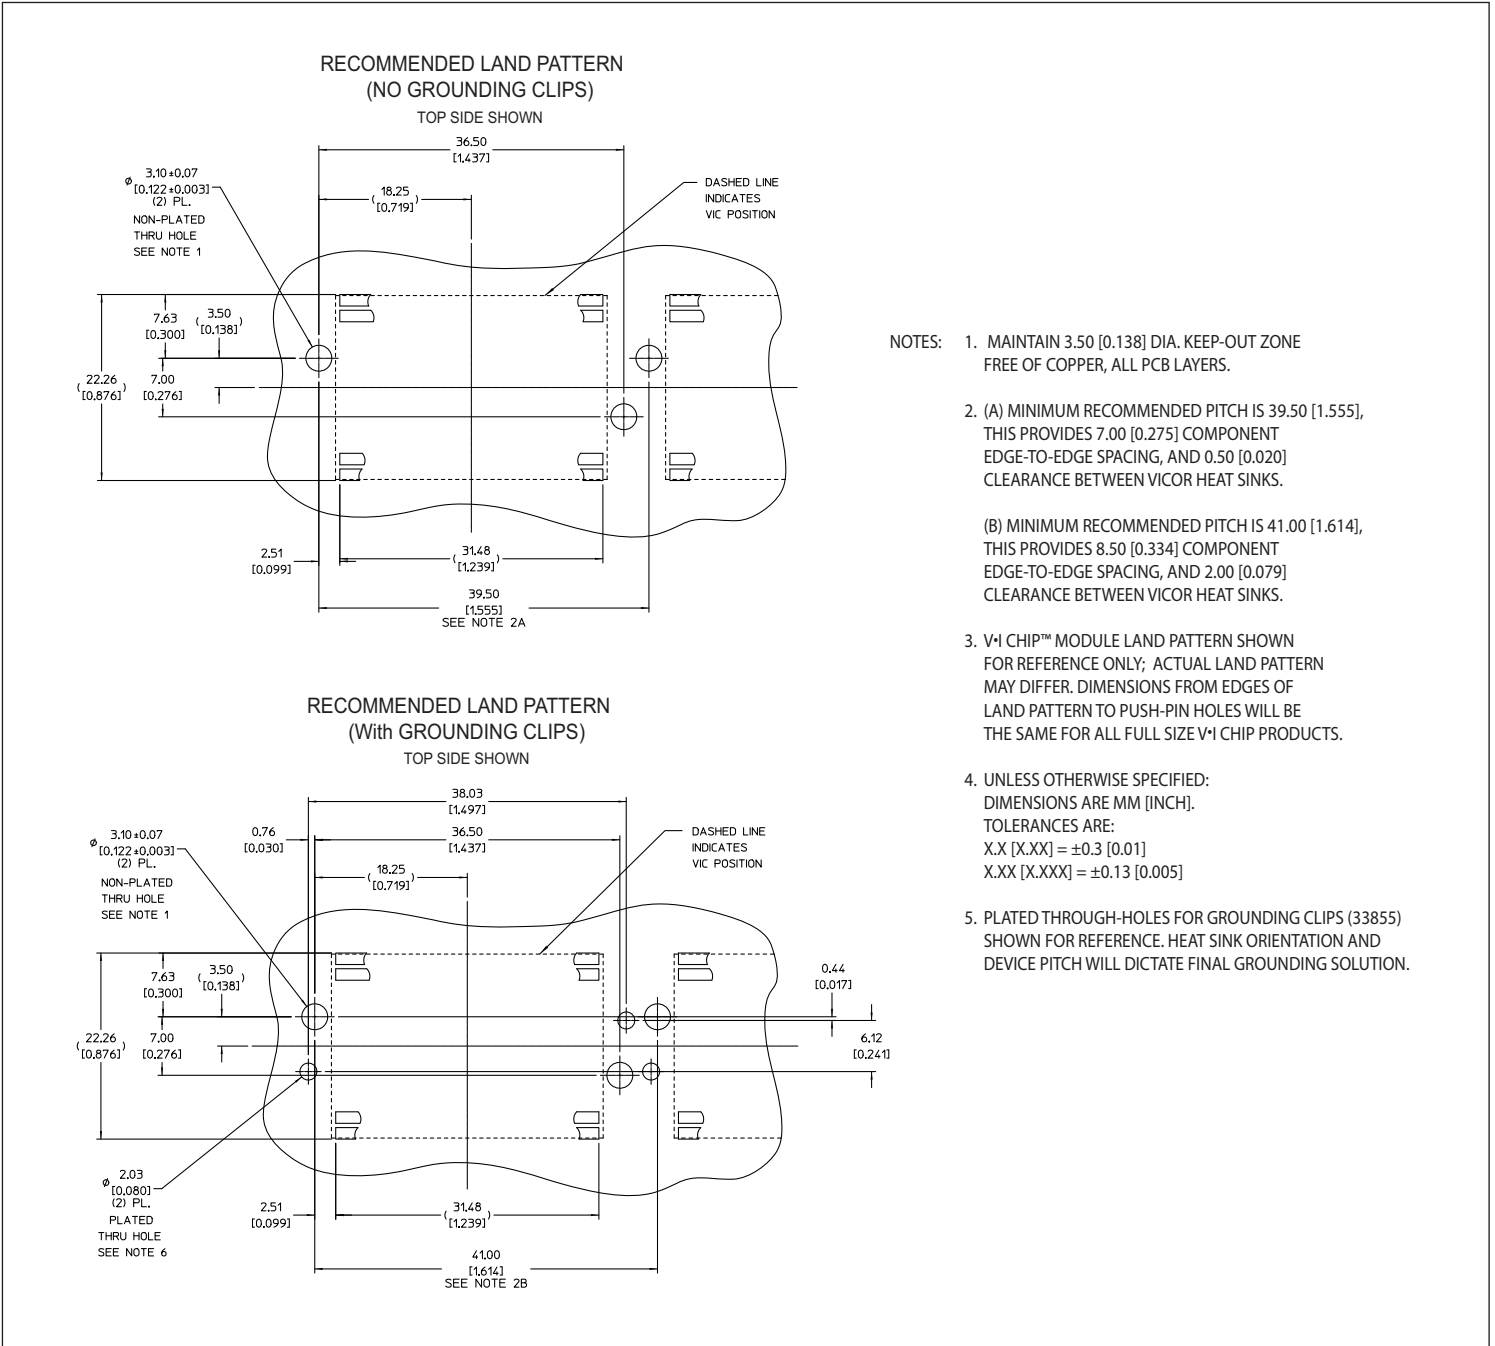 RECOMMENDED LAND PATTERN
(NO GROUNDING CLIPS)
TOP SIDE SHOWN
36.50
[1.437]
ø 3.10±0.07
[0.122±0.003]
(2) PL.
NON-PLATED
THRU HOLE
SEE NOTE 1
(18.25
[0.719])
DASHED LINE
INDICATES
VIC POSITION
7.63
[0.300]
(3.50
[0.138])
(22.26
[0.876])
7.00
[0.276]
2.51
[0.099]
(31.48
[1.239])
39.50
[1.555]
SEE NOTE 2A
RECOMMENDED LAND PATTERN
(With GROUNDING CLIPS)
TOP SIDE SHOWN
38.03
[1.497]
ø 3.10±0.07
[0.122±0.003]
(2) PL.
NON-PLATED
THRU HOLE
SEE NOTE 1
0.76
[0.030]
36.50
[1.437]
(18.25
[0.719])
DASHED LINE
INDICATES
VIC POSITION
7.63
[0.300]
(3.50
[0.138])
0.44
[0.017]
(22.26
[0.876])
7.00
[0.276]
6.12
[0.241]
ø 2.03
[0.080]
(2) PL.
PLATED
THRU HOLE
SEE NOTE 6
2.51
[0.099]
(31.48
[1.239])
41.00
[1.614]
SEE NOTE 2B
NOTES: 1. MAINTAIN 3.50 [0.138] DIA. KEEP-OUT ZONE
FREE OF COPPER, ALL PCB LAYERS.
2. (A) MINIMUM RECOMMENDED PITCH IS 39.50 [1.555],
THIS PROVIDES 7.00 [0.275] COMPONENT
EDGE-TO-EDGE SPACING, AND 0.50 [0.020]
CLEARANCE BETWEEN VICOR HEAT SINKS.
(B) MINIMUM RECOMMENDED PITCH IS 41.00 [1.614],
THIS PROVIDES 8.50 [0.334] COMPONENT
EDGE-TO-EDGE SPACING, AND 2.00 [0.079]
CLEARANCE BETWEEN VICOR HEAT SINKS.
3. V•I CHIP™ MODULE LAND PATTERN SHOWN
FOR REFERENCE ONLY; ACTUAL LAND PATTERN
MAY DIFFER. DIMENSIONS FROM EDGES OF
LAND PATTERN TO PUSH-PIN HOLES WILL BE
THE SAME FOR ALL FULL SIZE V•I CHIP PRODUCTS.
4. UNLESS OTHERWISE SPECIFIED:
DIMENSIONS ARE MM [INCH].
TOLERANCES ARE:
X.X [X.XX] = ±0.3 [0.01]
X.XX [X.XXX] = ±0.13 [0.005]
5. PLATED THROUGH-HOLES FOR GROUNDING CLIPS (33855)
SHOWN FOR REFERENCE. HEAT SINK ORIENTATION AND
DEVICE PITCH WILL DICTATE FINAL GROUNDING SOLUTION.